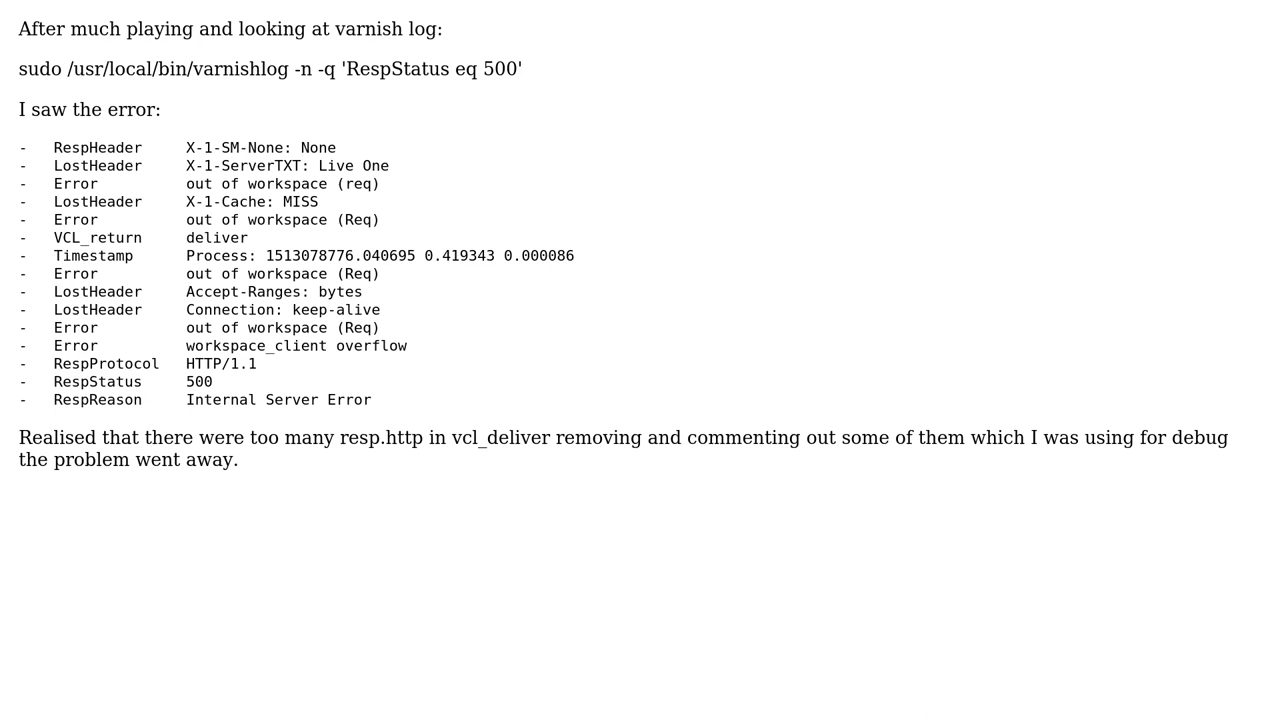 After much playing and looking at varnish log:
sudo /usr/local/bin/varnishlog -n -q 'RespStatus eq 500'
I saw the error:
-   RespHeader     X-1-SM-None: None
-   LostHeader     X-1-ServerTXT: Live One
-   Error          out of workspace (req)
-   LostHeader     X-1-Cache: MISS
-   Error          out of workspace (Req)
-   VCL_return     deliver
-   Timestamp      Process: 1513078776.040695 0.419343 0.000086
-   Error          out of workspace (Req)
-   LostHeader     Accept-Ranges: bytes
-   LostHeader     Connection: keep-alive
-   Error          out of workspace (Req)
-   Error          workspace_client overflow
-   RespProtocol   HTTP/1.1
-   RespStatus     500
-   RespReason     Internal Server Error
Realised that there were too many resp.http in vcl_deliver removing and commenting out some of them which I was using for debug
the problem went away.